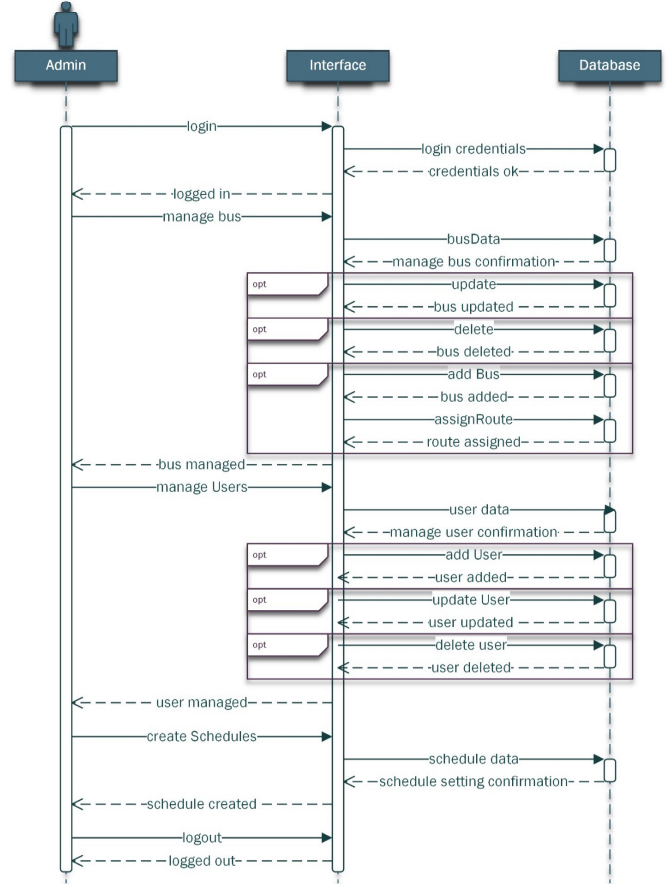 Admin
Interface
Database
login
login credentials
credentials ok
logged in
manage bus
busData
manage bus confirmation
opt
update
bus updated
opt
delete
bus deleted
opt
add Bus
bus added
assignRoute
route assigned
bus managed
manage Users
user data
manage user confirmation
opt
add User
user added
opt
update User
user updated
opt
delete user
user deleted
user managed
create Schedules
schedule data
schedule setting confirmation
schedule created
logout
logged out